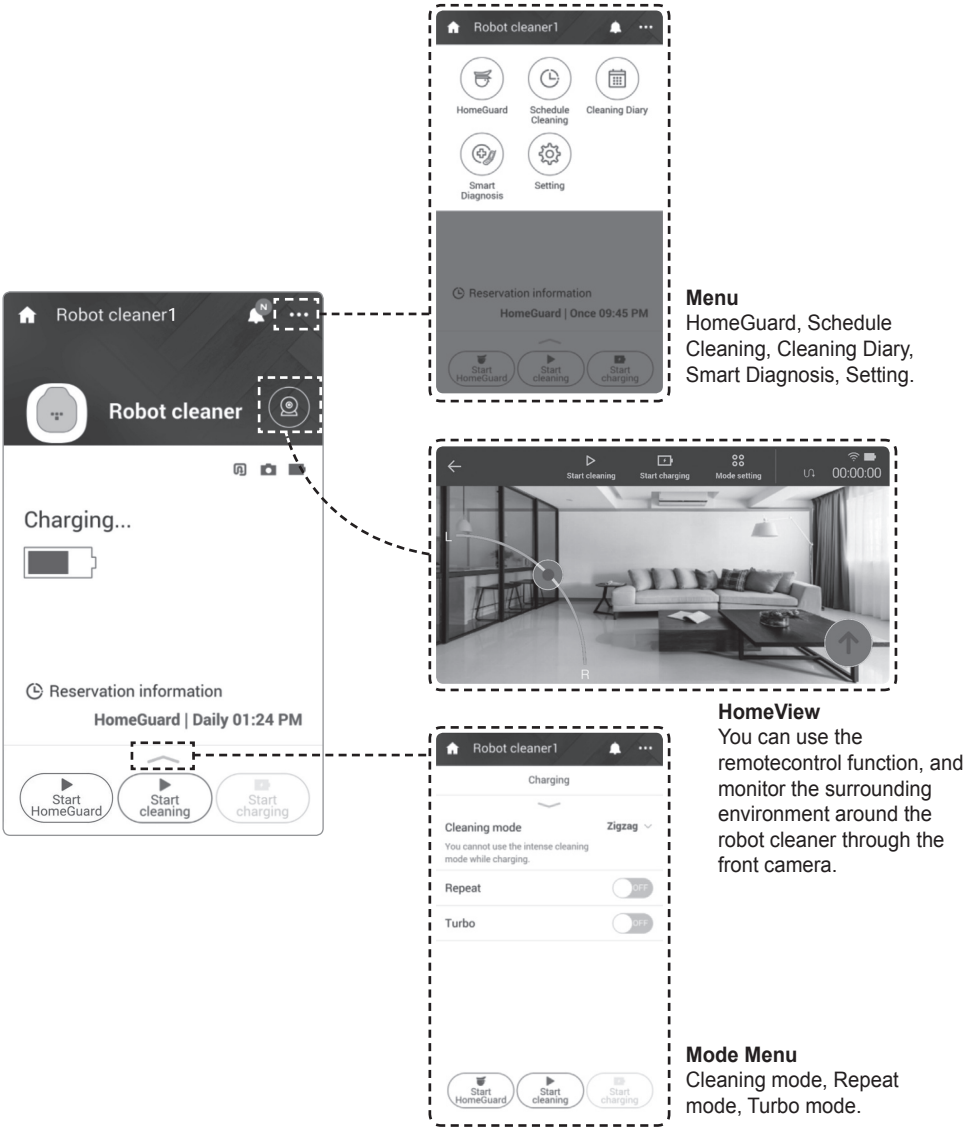 Robot cleaner1
HomeGuard
Schedule
Cleaning
Cleaning Diary
Smart
Diagnosis
Setting
Reservation information
HomeGuard | Once 09:45 PM
Start
HomeGuard
Start
cleaning
Start
charging
Menu
HomeGuard, Schedule
Cleaning, Cleaning Diary,
Smart Diagnosis, Setting.
Robot cleaner1
N
Robot cleaner
Charging...
Reservation information
HomeGuard | Daily 01:24 PM
Start
HomeGuard
Start
cleaning
Start
charging
Start cleaning
Start charging
Mode setting
00:00:00
L
R
HomeView
You can use the
remotecontrol function, and
monitor the surrounding
environment around the
robot cleaner through the
front camera.
Robot cleaner1
Charging
Cleaning mode
Zigzag
You cannot use the intense cleaning
mode while charging.
Repeat
OFF
Turbo
OFF
Start
HomeGuard
Start
cleaning
Start
charging
Mode Menu
Cleaning mode, Repeat
mode, Turbo mode.